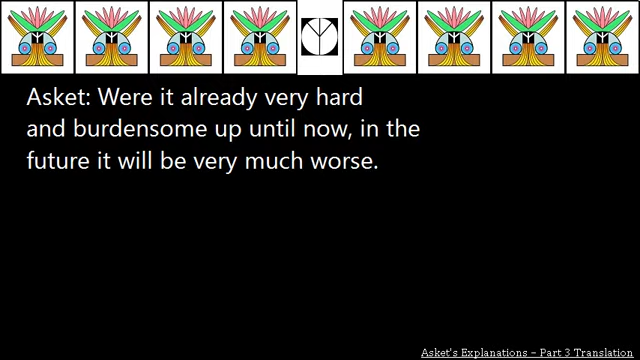 Asket: Were it already very hard
and burdensome up until now, in the
future it will be very much worse.
Asket's Explanations – Part 3 Translation